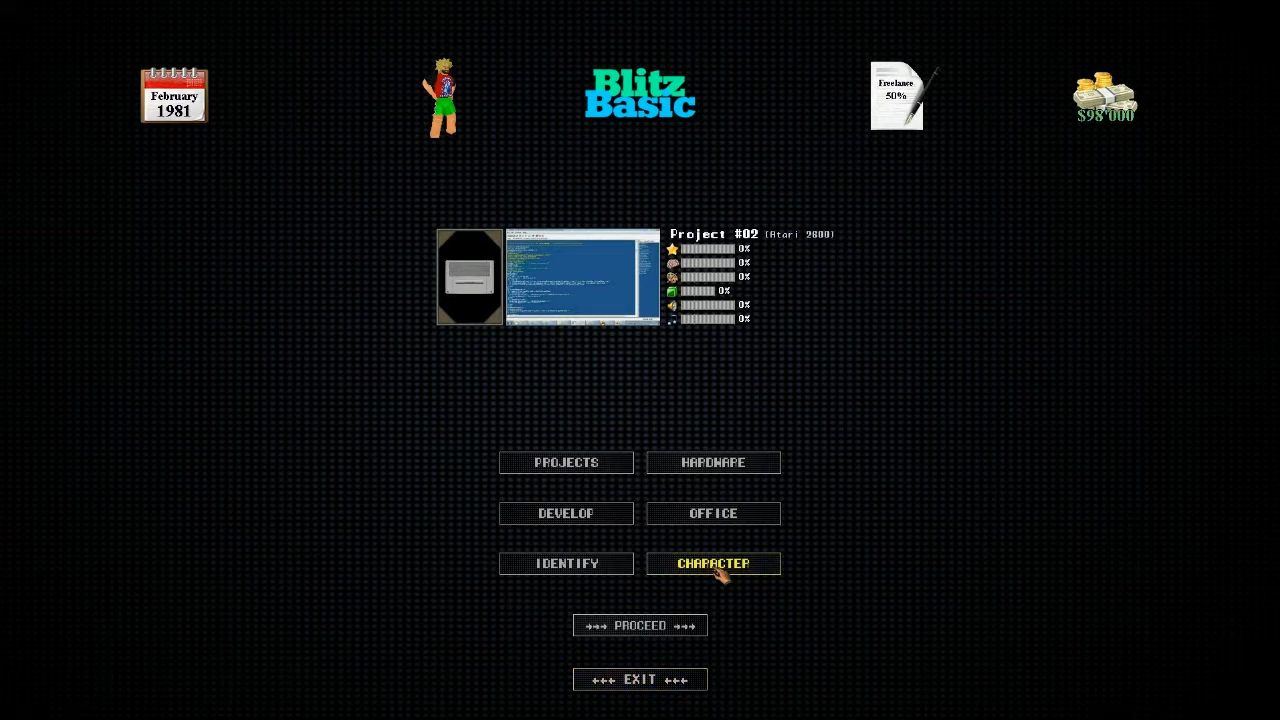 February
1981
Blitz
Basic
Freelance
50%
$98'000
Project #02 (Atari 2600)
0%
0%
0%
0%
0%
0%
PROJECTS
HARDWARE
DEVELOP
OFFICE
IDENTIFY
CHARACTER
→→→ PROCEED →→→
←←← EXIT ←←←